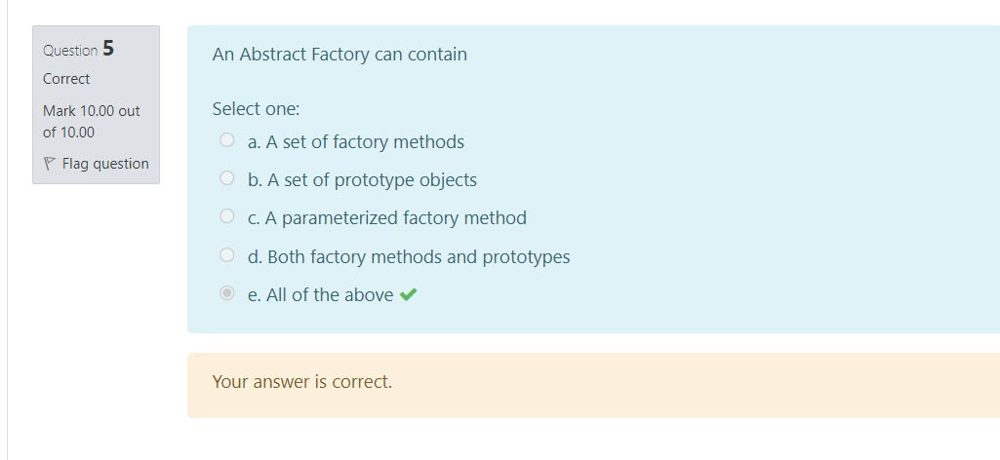 Question 5
Correct
Mark 10.00 out
of 10.00
Flag question
An Abstract Factory can contain
Select one:
a. A set of factory methods
b. A set of prototype objects
c. A parameterized factory method
d. Both factory methods and prototypes
e. All of the above
Your answer is correct.